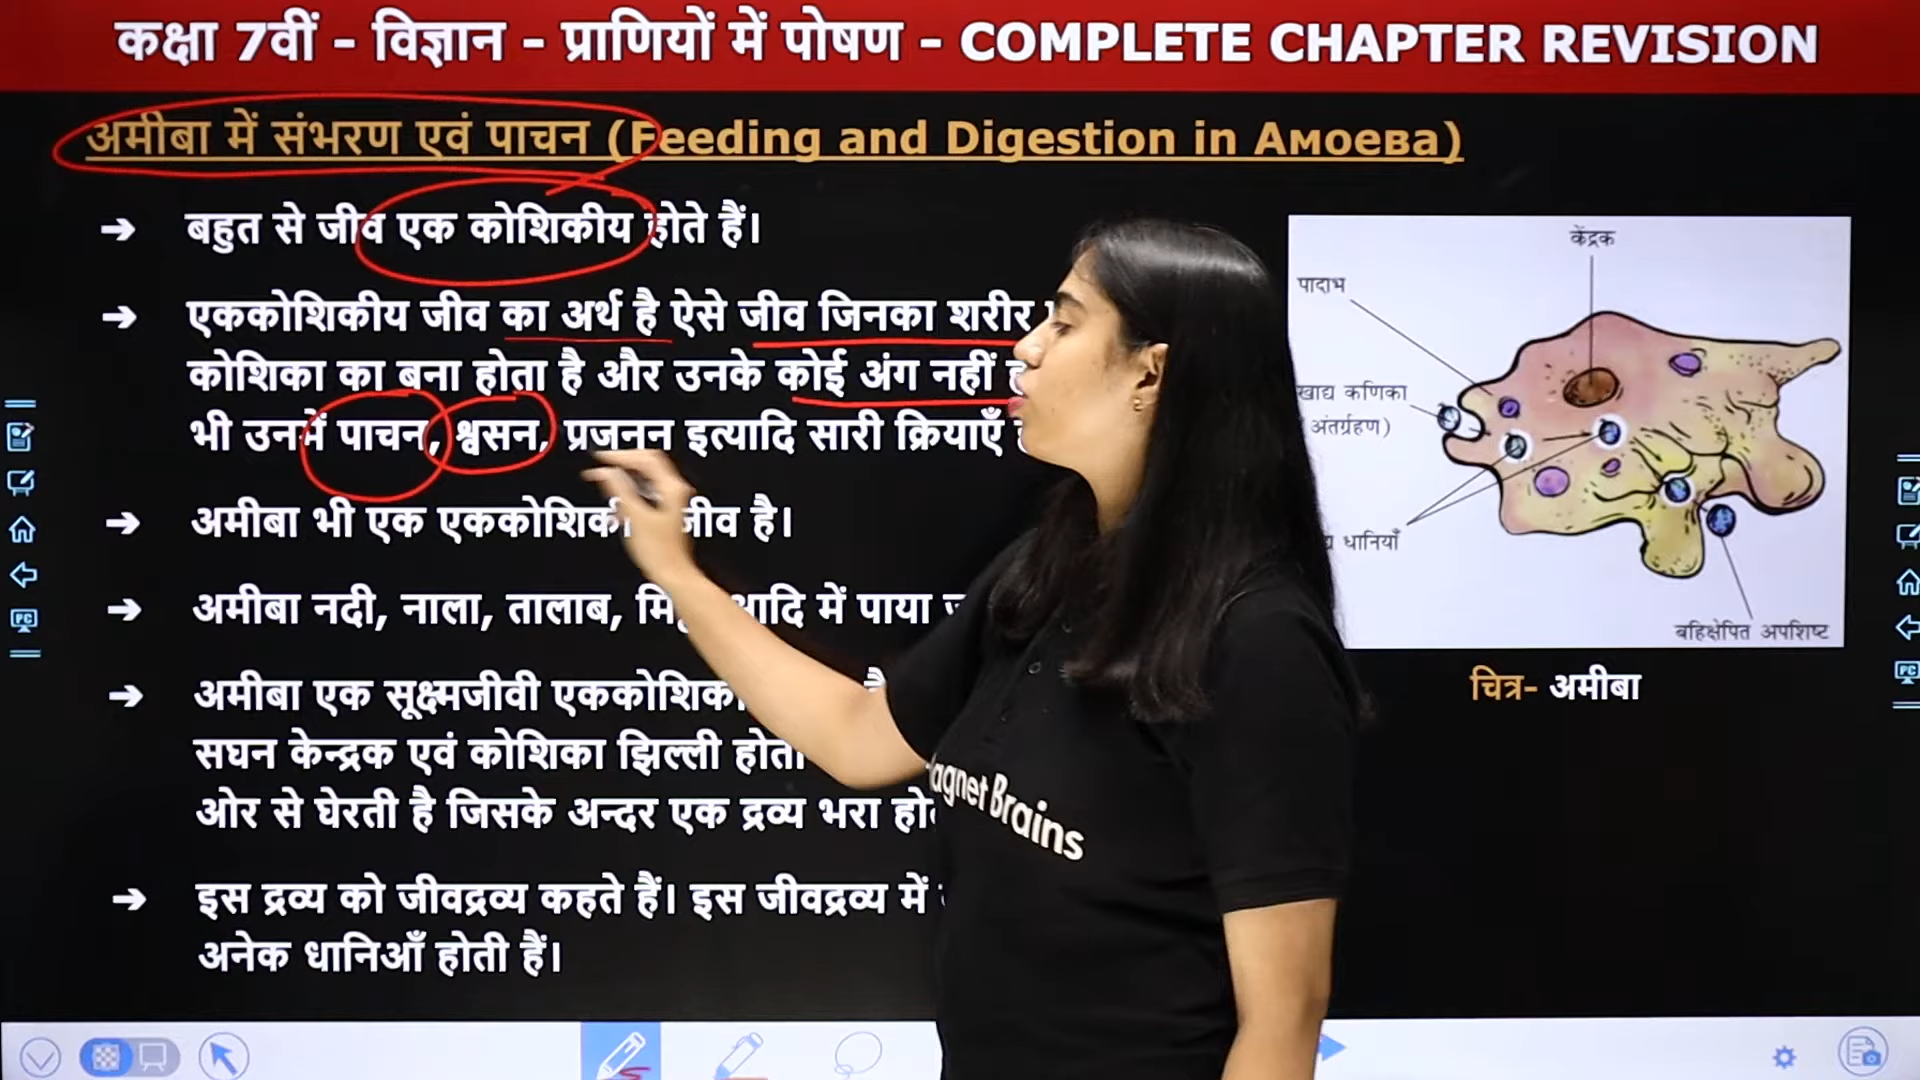 कक्षा 7वीं - विज्ञान - प्राणियों में पोषण - COMPLETE CHAPTER REVISION
अमीबा में संभरण एवं पाचन (Feeding and Digestion in Amoeba)
➔ बहुत से जीव एक कोशिकीय होते हैं।
➔ एककोशिकीय जीव का अर्थ है ऐसे जीव जिनका शरीर
कोशिका का बना होता है और उनके कोई अंग नहीं
भी उनमें पाचन, श्वसन, प्रजनन इत्यादि सारी क्रियाएँ
➔ अमीबा भी एक जीव है।
➔ अमीबा नदी, नाला, तालाब, आदि में पाया
➔ अमीबा एक सूक्ष्मजीवी
सघन केन्द्रक एवं कोशिका झिल्ली
ओर से घेरती है जिसके अन्दर एक द्रव्य भरा
➔ इस द्रव्य को जीवद्रव्य कहते हैं। इस जीवद्रव्य में
अनेक धानिआँ होती हैं।
केंद्रक
पादाभ
खाद्य कणिका
अंतर्ग्रहण)
धानियाँ
बहिक्षेपित अपशिष्ट
चित्र- अमीबा
Brains
PC
PC